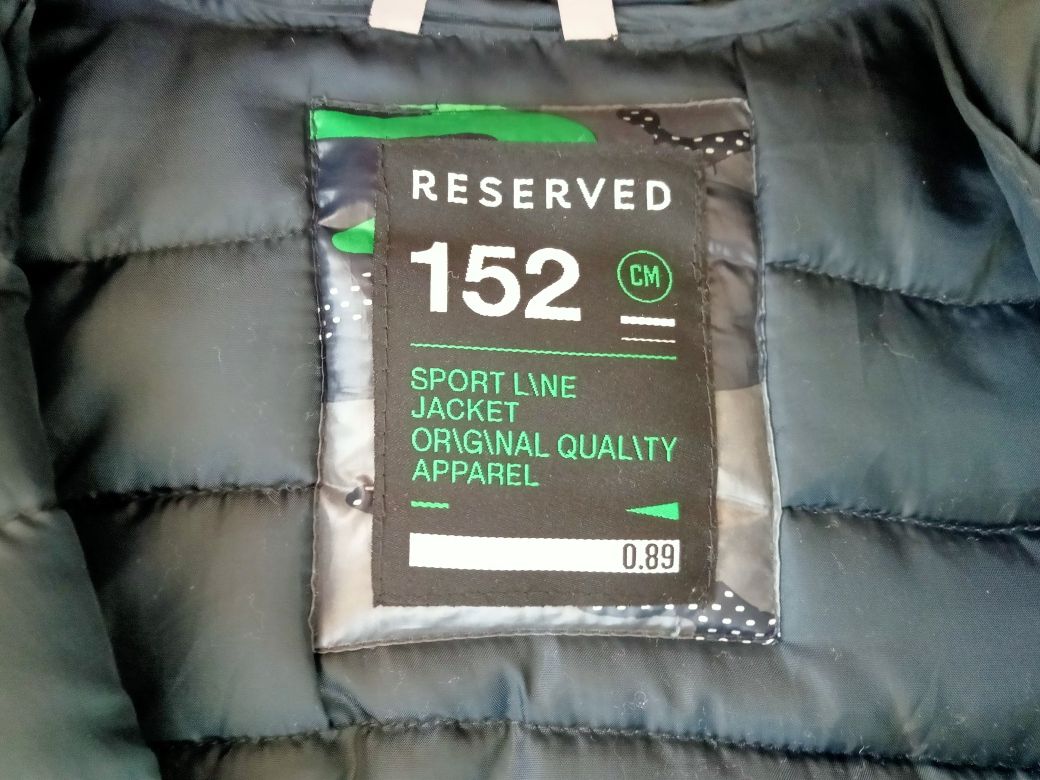 RESERVED
152 CM
SPORT L\NE
JACKET
OR\G\NAL QUAL\TY
APPAREL
0.89